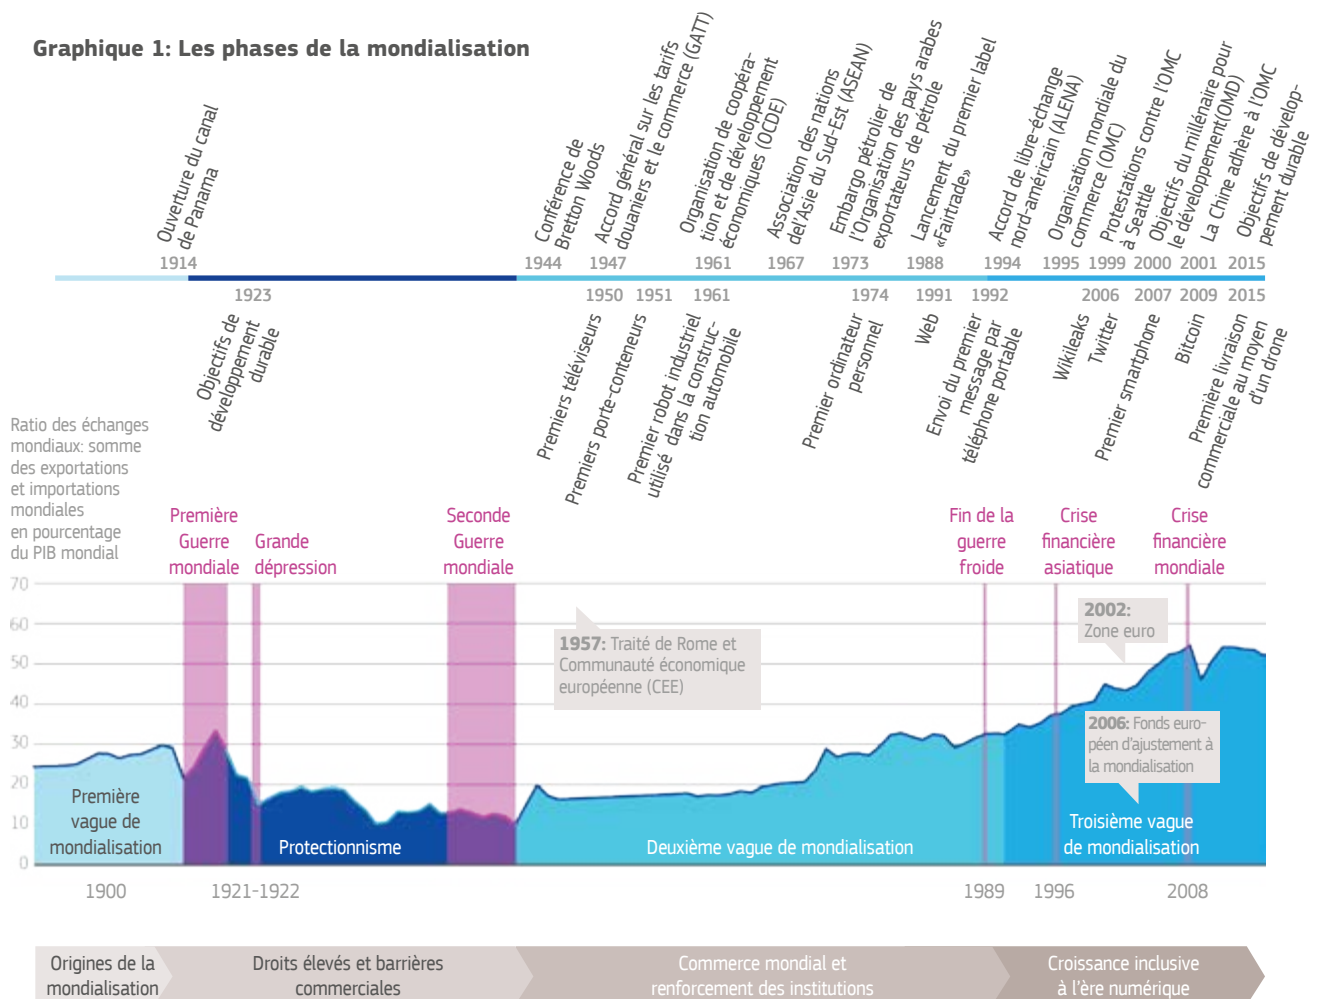 Graphique 1: Les phases de la mondialisation
Ouverture du canal
de Panama
Conférence de
Bretton Woods
Accord général sur les tarifs
douaniers et le commerce (GATT)
Organisation de coopéra-
tion et de développement
économiques (OCDE)
Association des nations
del'Asie du Sud-Est (ASEAN)
Embargo pétrolier de
l'Organisation des pays arabes
exportateurs de pétrole
Lancement du premier label
«Fairtrade»
Accord de libre-échange
nord-américain (ALENA)
Organisation mondiale du
commerce (OMC)
Protestations contre l'OMC
à Seattle
Objectifs du millénaire pour
le développement(OMD)
La Chine adhère à l'OMC
Objectifs de dévelop-
pement durable
1914 1944 1947 1961 1967 1973 1988 1994 1995 1999 2000 2001 2015
1923 1950 1951 1961 1974 1991 1992 2006 2007 2009 2015
Objectifs de
développement
durable
Premiers téléviseurs
Premiers porte-conteneurs
Premier robot industriel
utilisé dans la construc-
tion automobile
Premier ordinateur
personnel
Web
Envoi du premier
message par
téléphone portable
Wikileaks
Twitter
Premier smartphone
Bitcoin
Première livraison
commerciale au moyen
d'un drone
Ratio des échanges
mondiaux: somme
des exportations
et importations
mondiales
en pourcentage
du PIB mondial
Première
Guerre
mondiale
Grande
dépression
Seconde
Guerre
mondiale
Fin de la
guerre
froide
Crise
financière
asiatique
Crise
financière
mondiale
70
60
50
40
30
20
10
0
1957: Traité de Rome et
Communauté économique
européenne (CEE)
2002:
Zone euro
2006: Fonds euro-
péen d'ajustement à
la mondialisation
Première
vague de
mondialisation
Protectionnisme
Deuxième vague de mondialisation
Troisième vague
de mondialisation
1900 1921-1922 1989 1996 2008
Origines de la
mondialisation
Droits élevés et barrières
commerciales
Commerce mondial et
renforcement des institutions
Croissance inclusive
à l'ère numérique